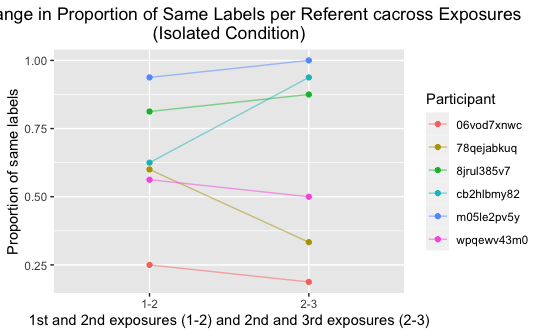 ange in Proportion of Same Labels per Referent cacross Exposures
(Isolated Condition)
1.00
0.75
0.50
0.25
Proportion of same labels
1-2
2-3
1st and 2nd exposures (1-2) and 2nd and 3rd exposures (2-3)
Participant
06vod7xnwc
78qejabkuq
8jrul385v7
cb2hlbmy82
m05le2pv5y
wpqewv43m0